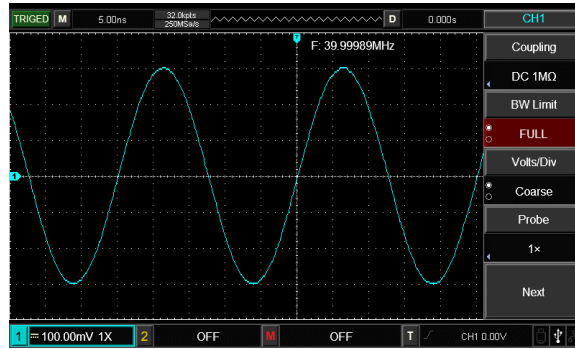 TRIGED M 5.00ns 32.0kpts 250MSa/s D 0.000s CH1
T
F: 39.99989MHz
Coupling
DC 1MΩ
BW Limit
FULL
Volts/Div
1
Coarse
Probe
1×
Next
1 100.00mV 1X 2 OFF M OFF T CH1 0.00V